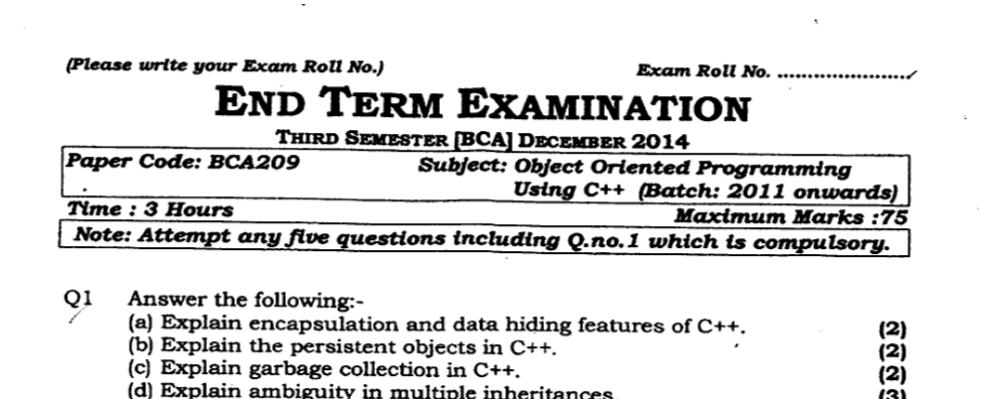 (Please write your Exam Roll No.) Exam Roll No. ......................
END TERM EXAMINATION
THIRD SEMESTER [BCA] DECEMBER 2014
Paper Code: BCA209 Subject: Object Oriented Programming
Using C++ (Batch: 2011 onwards)
Time : 3 Hours Maximum Marks :75
Note: Attempt any five questions including Q.no.1 which is compulsory.
Q1 Answer the following:-
(a) Explain encapsulation and data hiding features of C++. (2)
(b) Explain the persistent objects in C++. (2)
(c) Explain garbage collection in C++. (2)
(d) Explain ambiguity in multiple inheritances. (3)